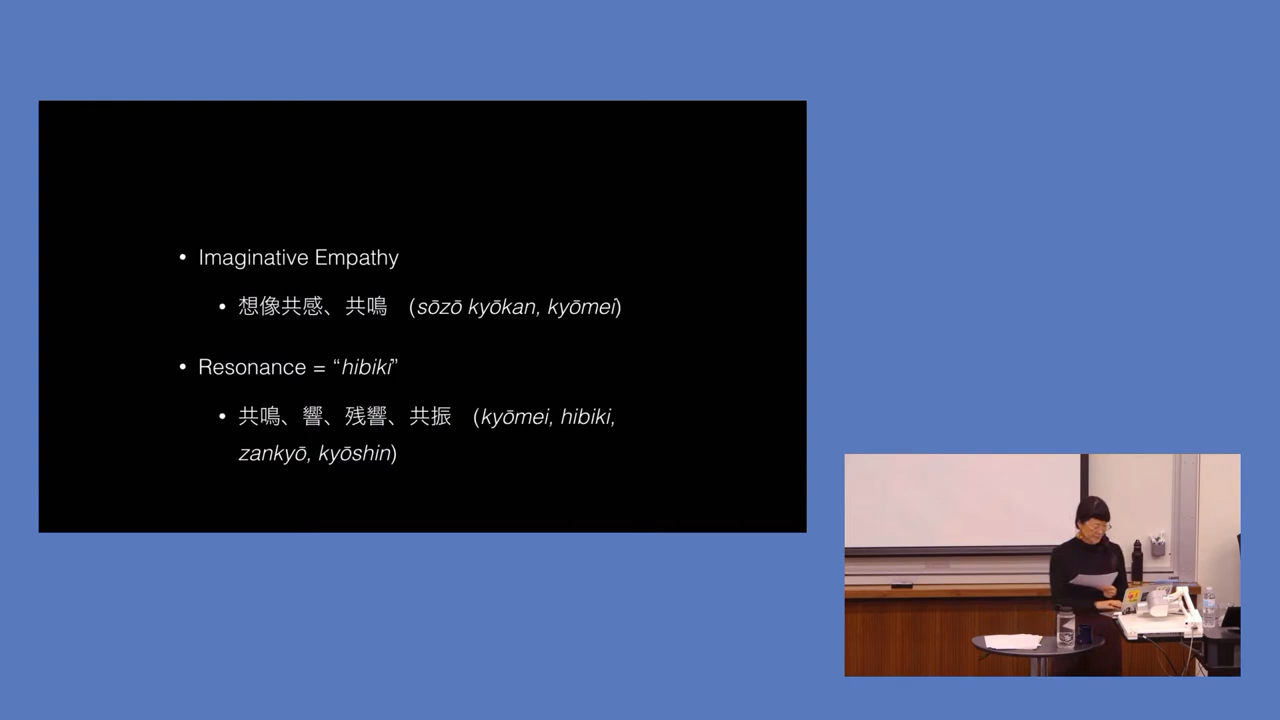 • Imaginative Empathy
• 想像共感、共鳴 (sōzō kyōkan, kyōmei)
• Resonance = “hibiki”
• 共鳴、響、残響、共振 (kyōmei, hibiki,
zankyō, kyōshin)